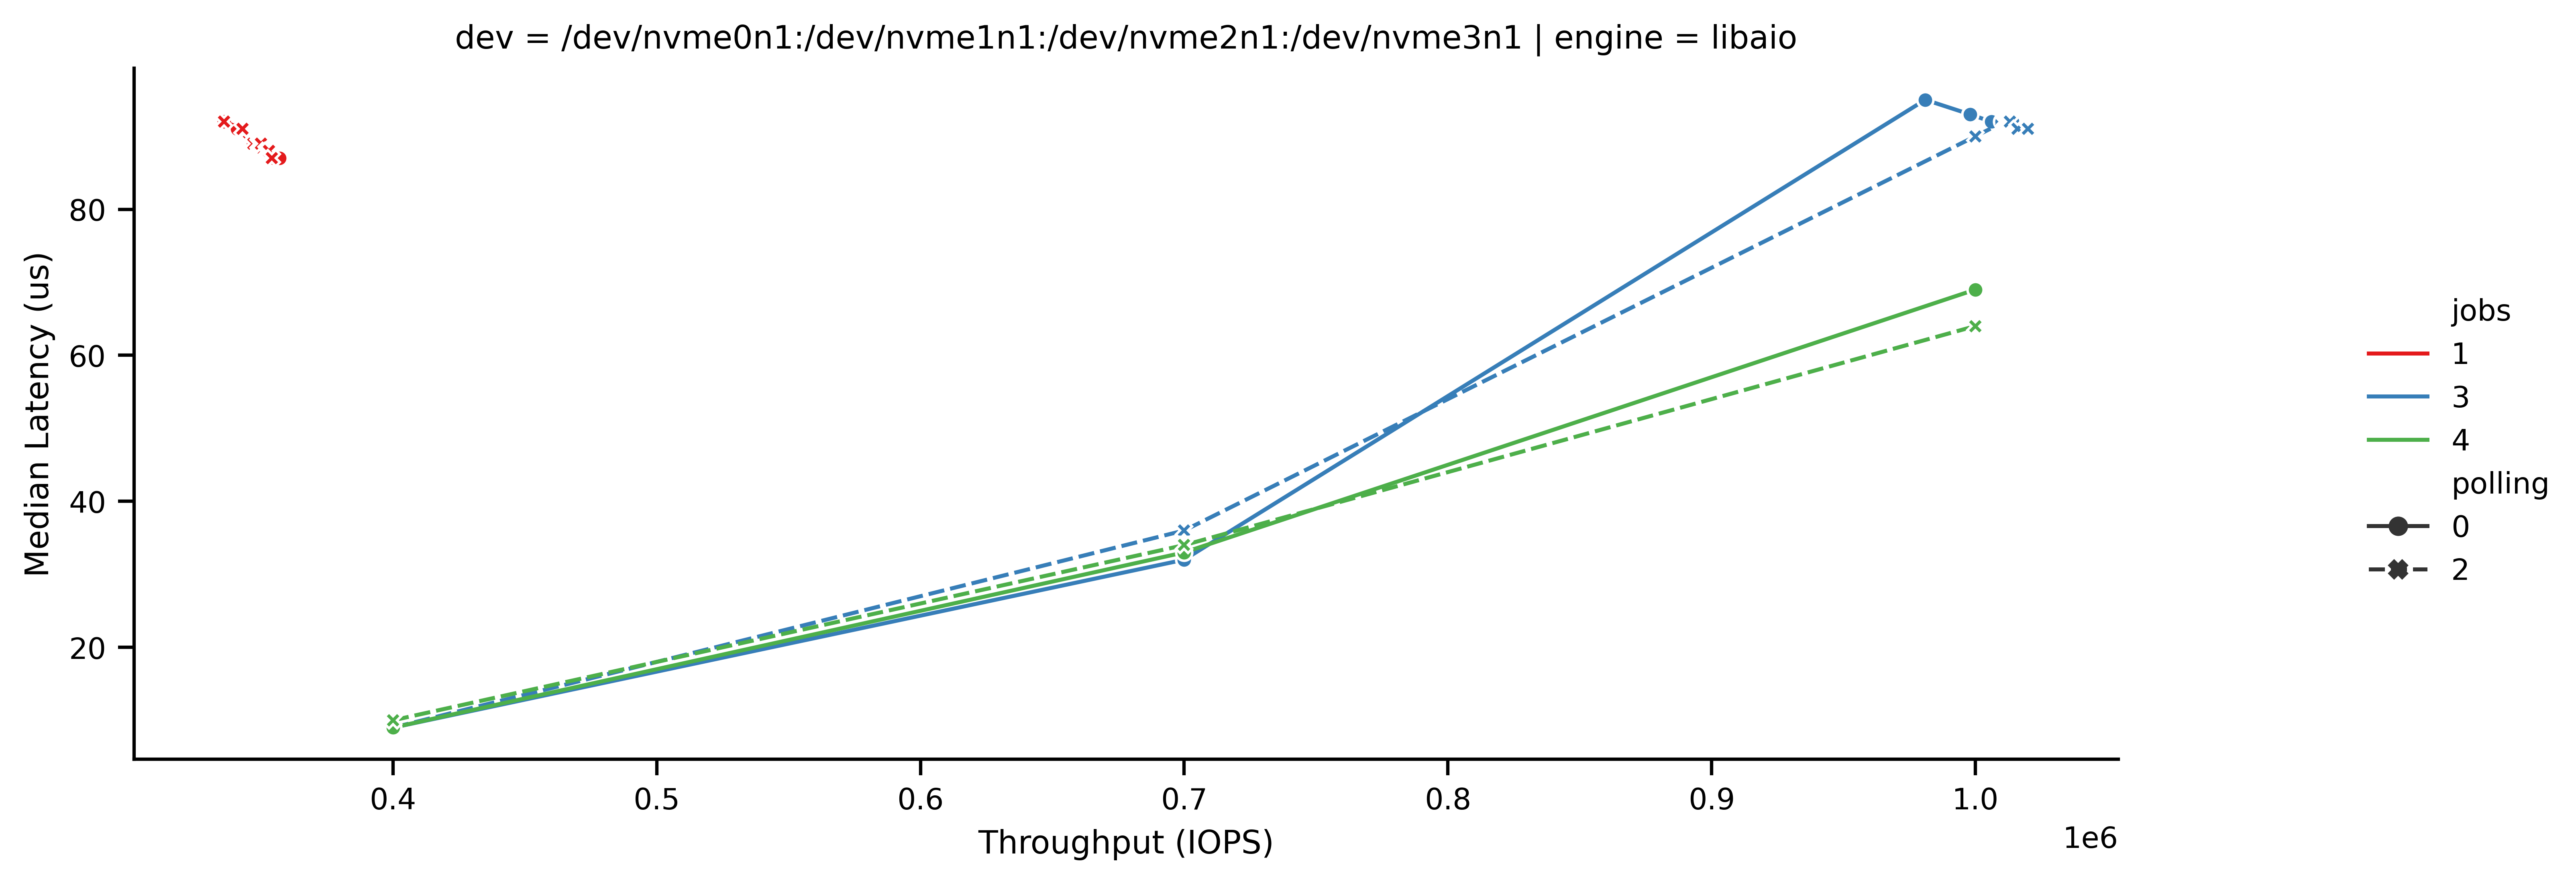 dev = /dev/nvme0n1:/dev/nvme1n1:/dev/nvme2n1:/dev/nvme3n1 | engine = libaio
Median Latency (us)
80
60
40
20
0.4
0.5
0.6
0.7
0.8
0.9
1.0
1e6
Throughput (IOPS)
jobs
1
3
4
polling
0
2